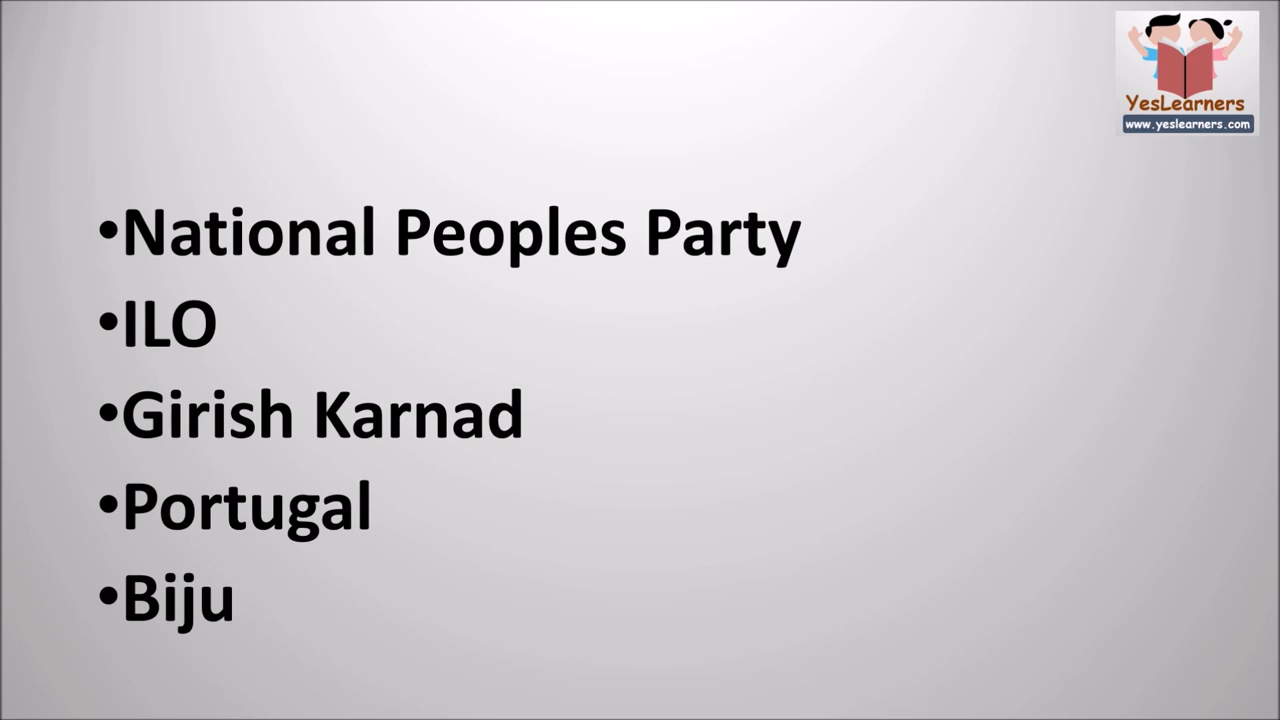 YesLearners
www.yeslearners.com
•National Peoples Party
•ILO
•Girish Karnad
•Portugal
•Biju